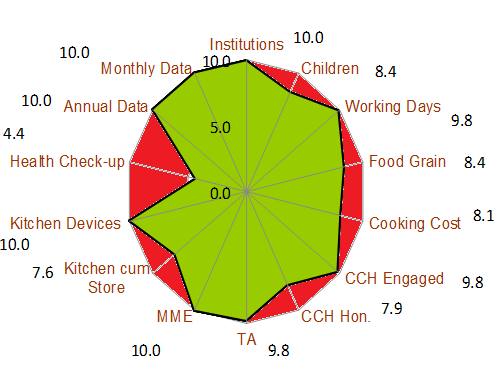 10.0
Institutions
10.0
10.0
Monthly Data
Children
8.4
10.0
Annual Data
Working Days
9.8
4.4
5.0
Health Check-up
Food Grain
8.4
0.0
Kitchen Devices
Cooking Cost
8.1
10.0
7.6
Kitchen cum
Store
CCH Engaged
9.8
MME
CCH Hon.
7.9
TA
10.0
9.8